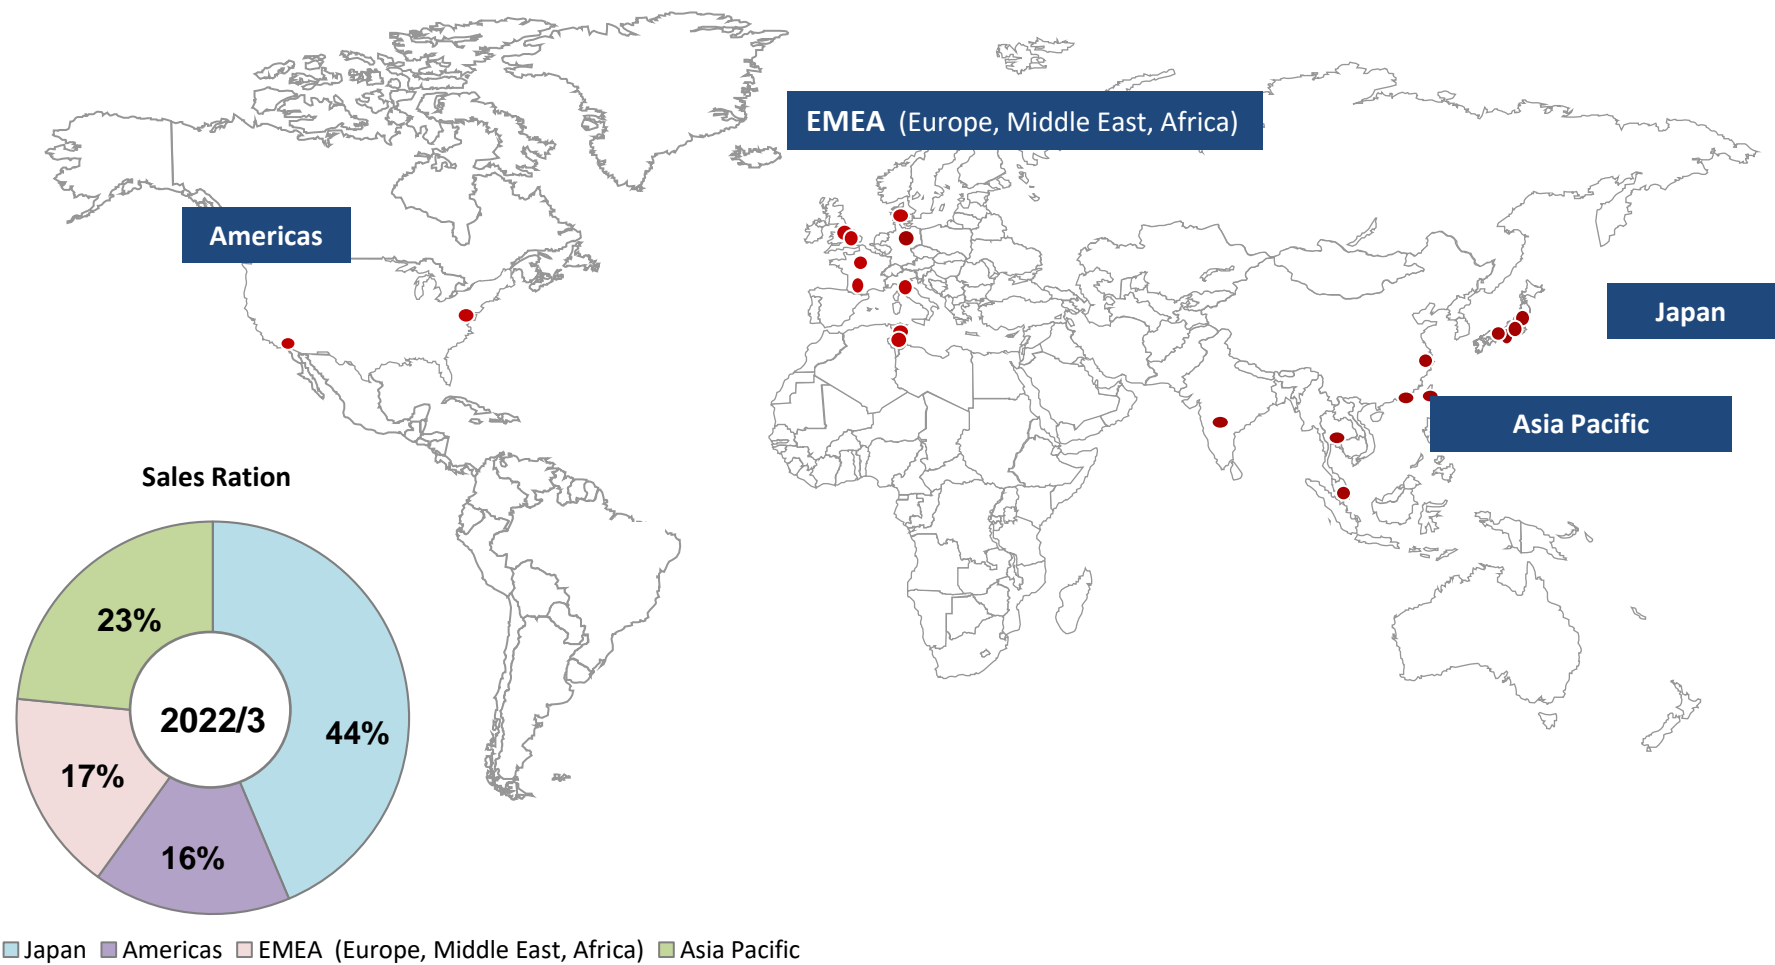 EMEA (Europe, Middle East, Africa)
Americas
Japan
Asia Pacific
Sales Ration
23%
2022/3
44%
17%
16%
Japan Americas EMEA (Europe, Middle East, Africa) Asia Pacific